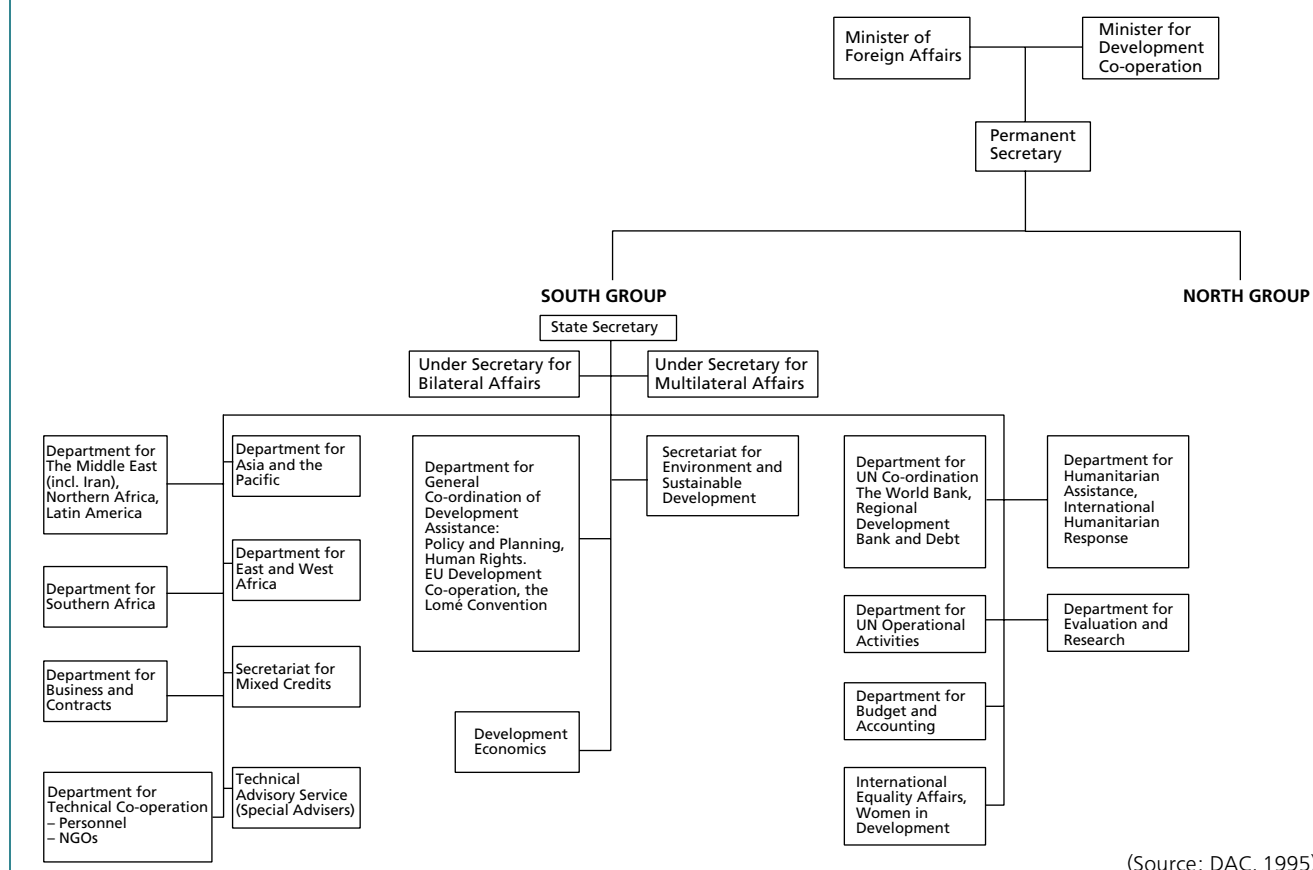 Minister of
Foreign Affairs
Minister for
Development
Co-operation
Permanent
Secretary
SOUTH GROUP
NORTH GROUP
State Secretary
Under Secretary for
Bilateral Affairs
Under Secretary for
Multilateral Affairs
Department for
The Middle East
(incl. Iran),
Northern Africa,
Latin America
Department for
Asia and the
Pacific
Department for
Southern Africa
Department for
East and West
Africa
Department for
Business and
Contracts
Secretariat for
Mixed Credits
Department for
Technical Co-operation
– Personnel
– NGOs
Technical
Advisory Service
(Special Advisers)
Department for
General
Co-ordination of
Development
Assistance:
Policy and Planning,
Human Rights.
EU Development
Co-operation, the
Lomé Convention
Secretariat for
Environment and
Sustainable
Development
Development
Economics
Department for
UN Co-ordination
The World Bank,
Regional
Development
Bank and Debt
Department for
Humanitarian
Assistance,
International
Humanitarian
Response
Department for
UN Operational
Activities
Department for
Evaluation and
Research
Department for
Budget and
Accounting
International
Equality Affairs,
Women in
Development
(Source: DAC, 1995)